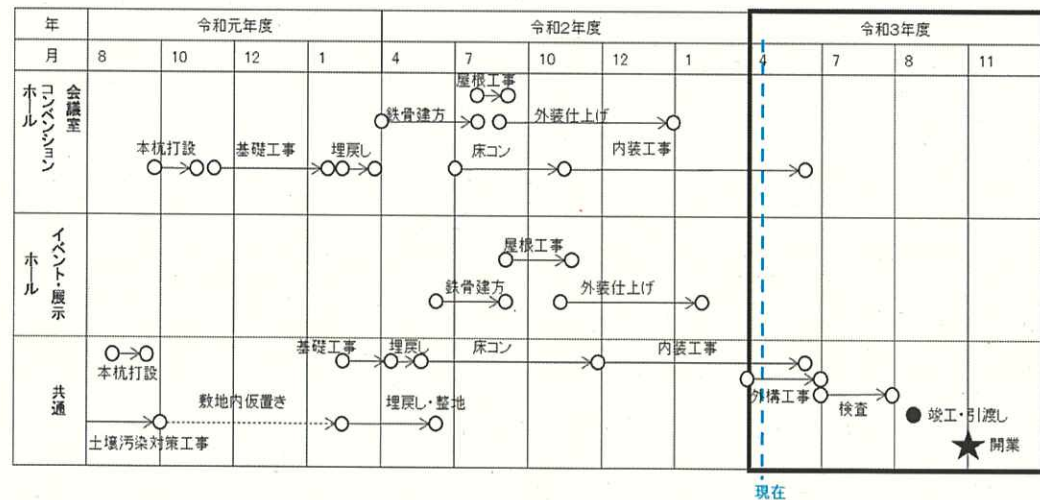 年 令和元年度 令和2年度 令和3年度
月 8 10 12 1 4 7 10 12 1 4 7 8 11
会議室
コンベンション
ホール
屋根工事
鉄骨建方 外装仕上げ
本杭打設 基礎工事 埋戻し 床コン 内装工事
イベント・展示
ホール
屋根工事
鉄骨建方 外装仕上げ
共通
基礎工事 埋戻し 床コン 内装工事
本杭打設
外構工事
敷地内仮置き 埋戻し・整地 検査
竣工・引渡し
土壌汚染対策工事
開業
現在